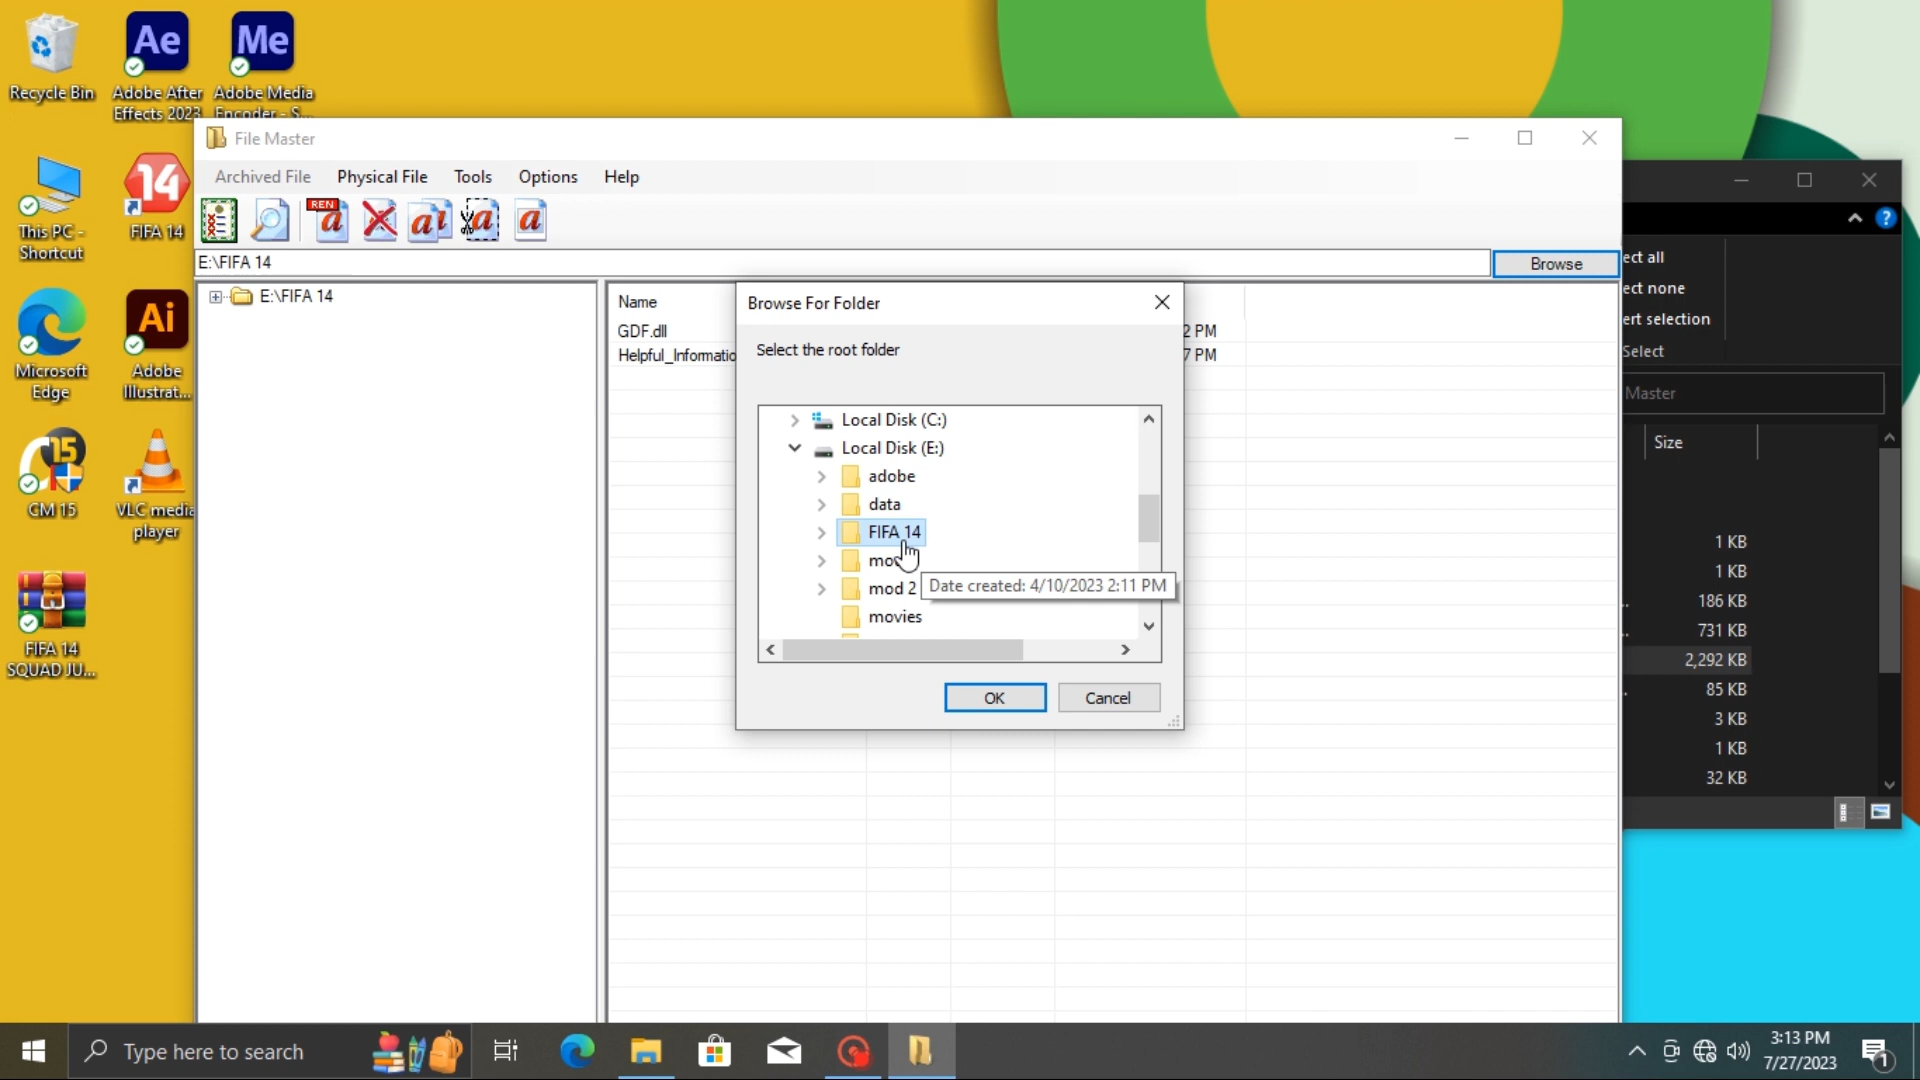 Recycle Bin
Adobe After
Effects 2023
Adobe Media
Encoder - S...
This PC -
Shortcut
FIFA 14
Microsoft
Edge
Adobe
Illustrat...
CM 15
VLC media
player
FIFA 14
SQUAD JU...
File Master
Archived File
Physical File
Tools
Options
Help
REN
E:\FIFA 14
Browse
E:\FIFA 14
Name
GDF.dll
2 PM
Helpful_Informatio
7 PM
Browse For Folder
Select the root folder
Local Disk (C:)
Local Disk (E:)
adobe
data
FIFA 14
mod 2
Date created: 4/10/2023 2:11 PM
movies
OK
Cancel
ect all
ect none
ert selection
Select
Master
Size
1 KB
1 KB
186 KB
731 KB
2,292 KB
85 KB
3 KB
1 KB
32 KB
Type here to search
3:13 PM
7/27/2023
1
Ae
Me
14
Ai
15